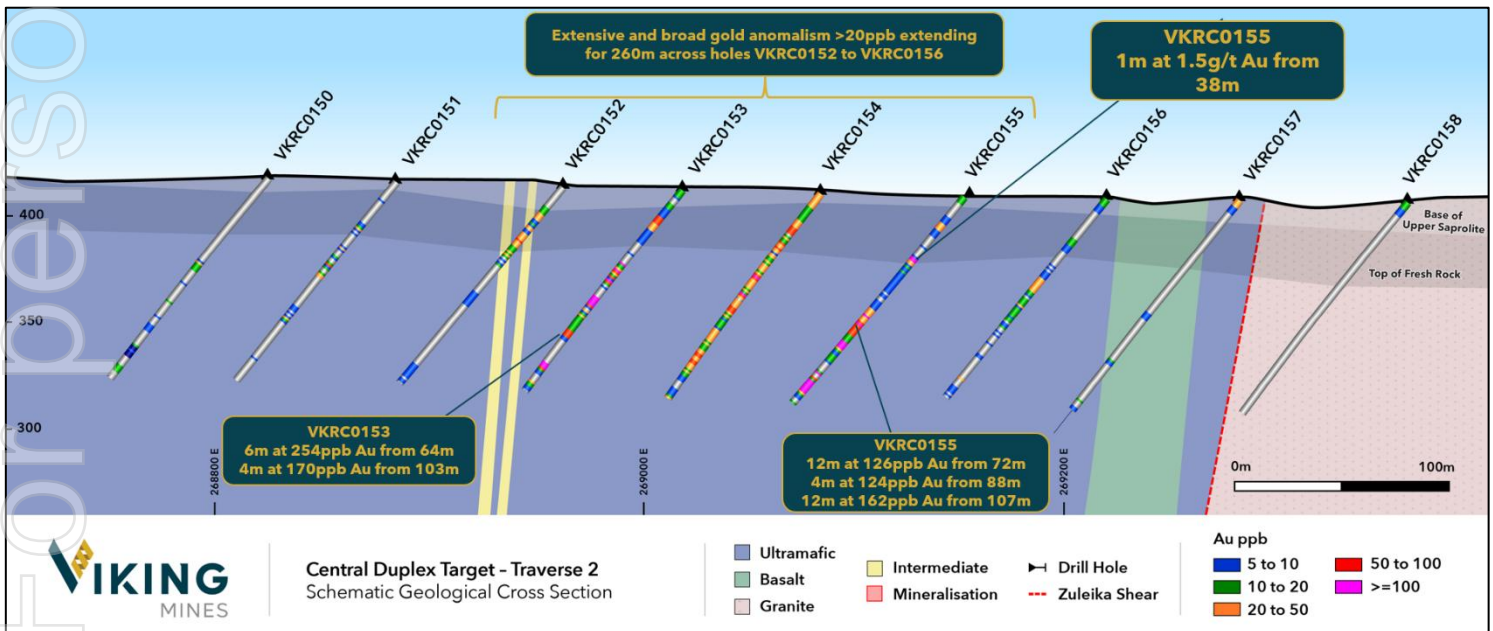 For perso
Extensive and broad gold anomalism >20ppb extending
for 260m across holes VKRC0152 to VKRC0156
VKRC0155
1m at 1.5g/t Au from
38m
VKRC0150
VKRC0151
VKRC0152
VKRC0153
VKRC0154
VKRC0155
VKRC0156
VKRC0157
VKRC0158
400
350
300
Base of
Upper Saprolite
Top of Fresh Rock
VKRC0153
6m at 254ppb Au from 64m
4m at 170ppb Au from 103m
VKRC0155
12m at 126ppb Au from 72m
4m at 124ppb Au from 88m
12m at 162ppb Au from 107m
268800 E
269000 E
269200 E
0m 100m
VIKING
MINES
Central Duplex Target – Traverse 2
Schematic Geological Cross Section
Ultramafic
Basalt
Granite
Intermediate
Mineralisation
Drill Hole
Zuleika Shear
Au ppb
5 to 10
10 to 20
20 to 50
50 to 100
>=100